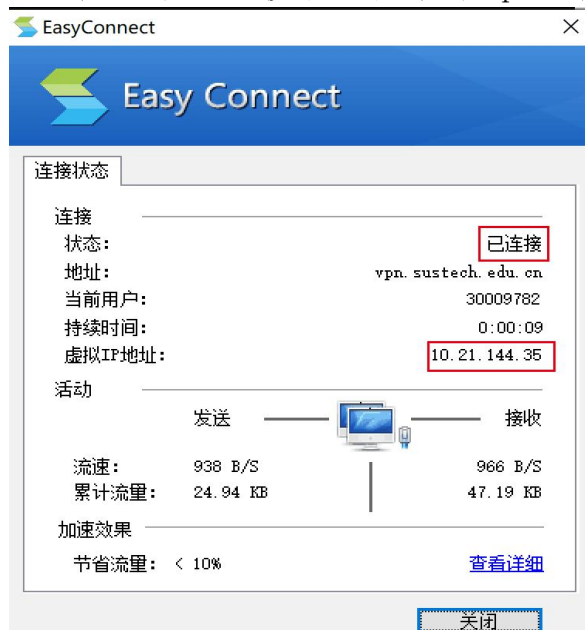 EasyConnect
Easy Connect
连接状态
连接
状态: 已连接
地址: vpn.sustech.edu.cn
当前用户: 30009782
持续时间: 0:00:09
虚拟IP地址: 10.21.144.35
活动
发送 接收
流速: 938 B/S 966 B/S
累计流量: 24.94 KB 47.19 KB
加速效果
节省流量: < 10% 查看详细
关闭